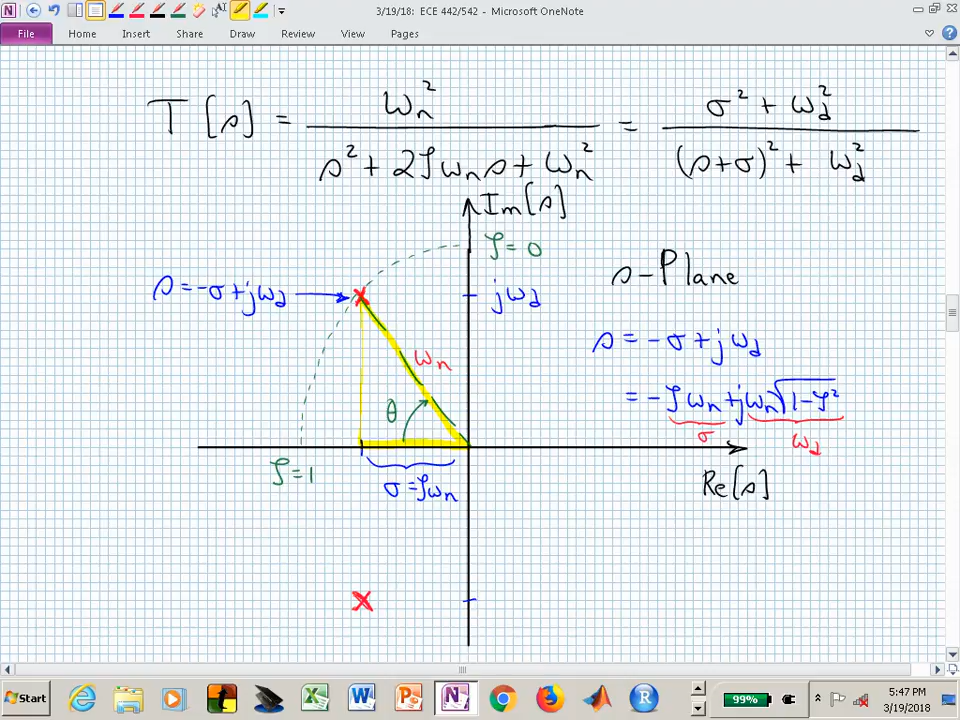 3/19/18: ECE 442/542 - Microsoft OneNote
File Home Insert Share Draw Review View Pages
T[s] = ωn² / (s² + 2ζωn s + ωn²) = (σ² + ωd²) / ((s+σ)² + ωd²)
Im[s]
ζ = 0
s-Plane
s = -σ + jωd
jωd
s = -σ + jωd
ωn
= -ζωn + jωn√(1-ζ²)
θ
σ
ωd
ζ = 1
σ = ζωn
Re[s]
Start
99%
5:47 PM
3/19/2018